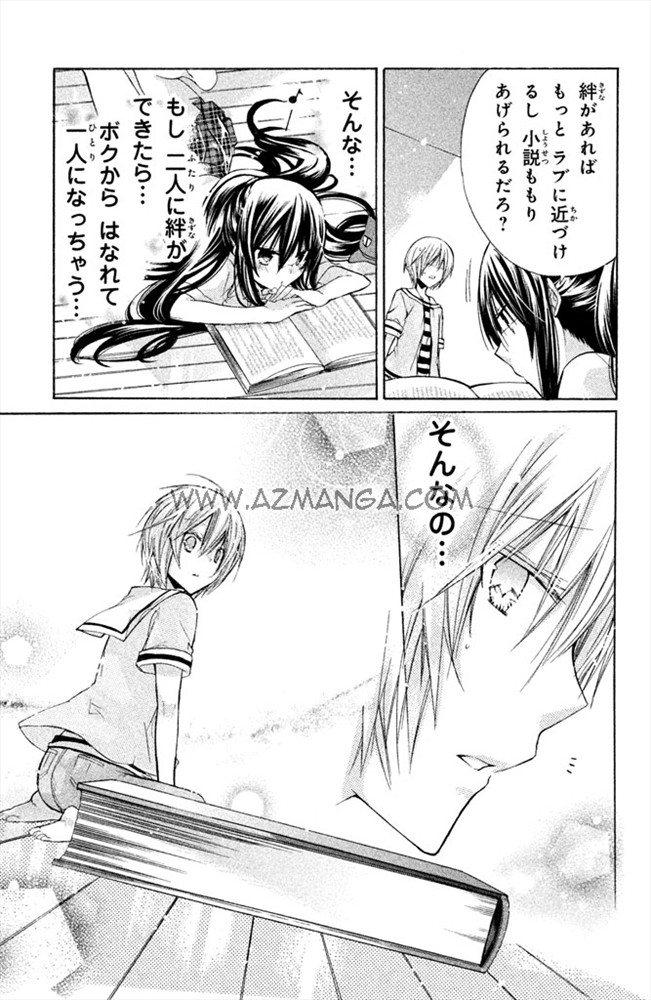 絆があれば
もっと ラブに近づけ
るし 小説ももり
あげられるだろ?
そんな…
もし 二人に絆が
できたら…
ボクから はなれて
一人になっちゃう…
そんなの…
WWW.AZMANGA.COM